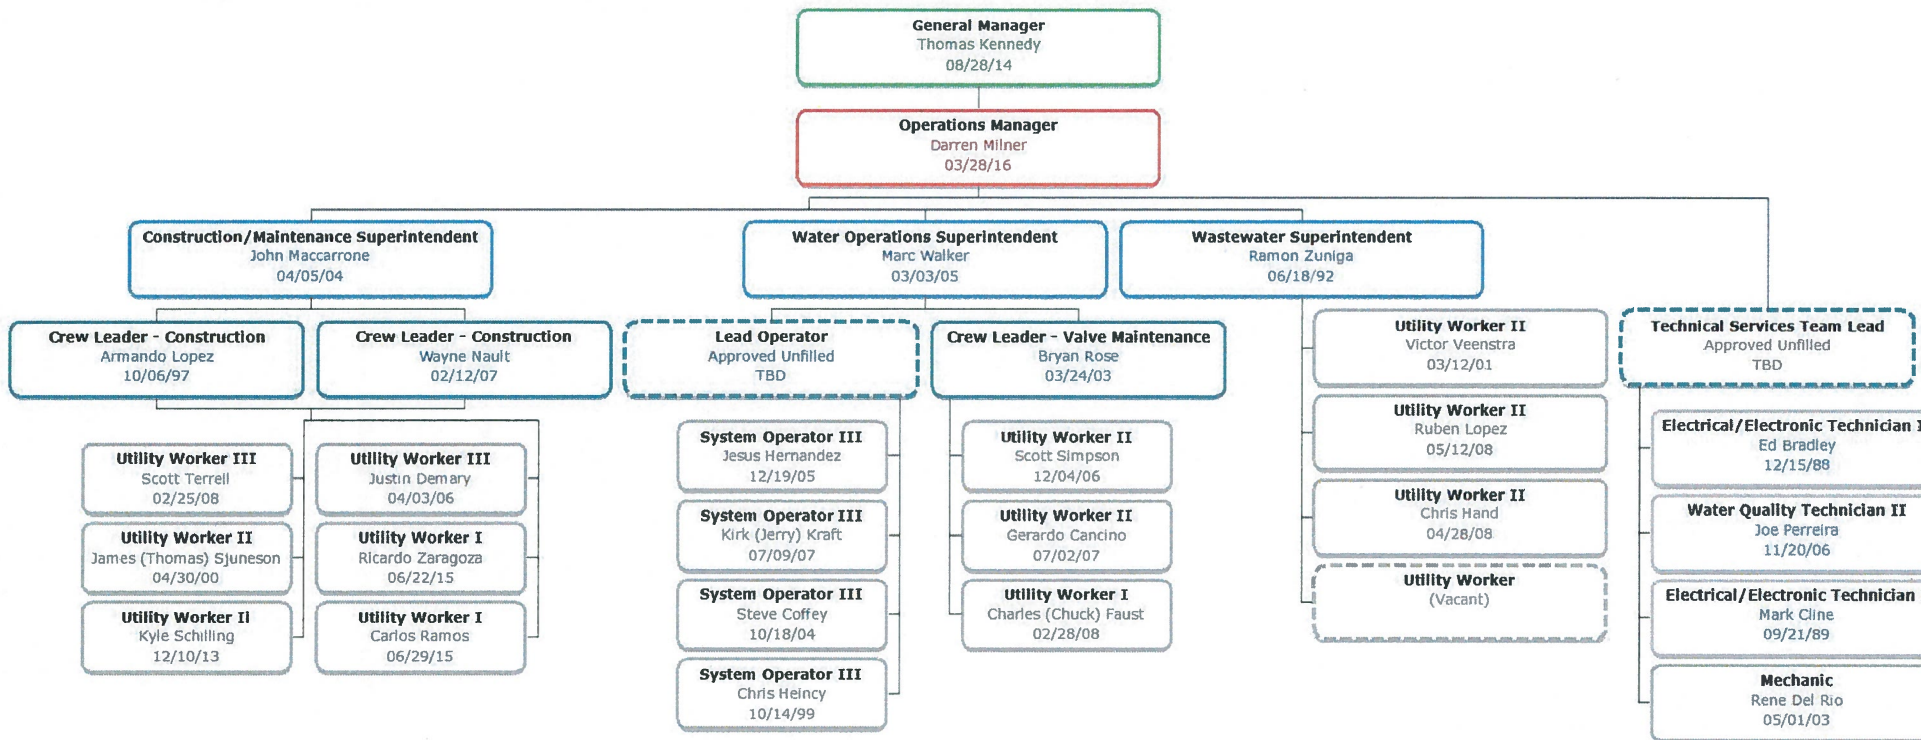 General Manager
Thomas Kennedy
08/28/14
Operations Manager
Darren Milner
03/28/16
Construction/Maintenance Superintendent
John Maccarrone
04/05/04
Water Operations Superintendent
Marc Walker
03/03/05
Wastewater Superintendent
Ramon Zuniga
06/18/92
Crew Leader - Construction
Armando Lopez
10/06/97
Crew Leader - Construction
Wayne Nault
02/12/07
Lead Operator
Approved Unfilled
TBD
Crew Leader - Valve Maintenance
Bryan Rose
03/24/03
Utility Worker II
Victor Veenstra
03/12/01
Technical Services Team Lead
Approved Unfilled
TBD
Utility Worker III
Scott Terrell
02/25/08
Utility Worker III
Justin Demary
04/03/06
System Operator III
Jesus Hernandez
12/19/05
Utility Worker II
Scott Simpson
12/04/06
Utility Worker II
Ruben Lopez
05/12/08
Electrical/Electronic Technician
Ed Bradley
12/15/88
Utility Worker II
James (Thomas) Sjuneson
04/30/00
Utility Worker I
Ricardo Zaragoza
06/22/15
System Operator III
Kirk (Jerry) Kraft
07/09/07
Utility Worker II
Gerardo Cancino
07/02/07
Utility Worker II
Chris Hand
04/28/08
Water Quality Technician II
Joe Perreira
11/20/06
Utility Worker II
Kyle Schilling
12/10/13
Utility Worker I
Carlos Ramos
06/29/15
System Operator III
Steve Coffey
10/18/04
Utility Worker I
Charles (Chuck) Faust
02/28/08
Utility Worker
(Vacant)
Electrical/Electronic Technician
Mark Cline
09/21/89
System Operator III
Chris Heincy
10/14/99
Mechanic
Rene Del Rio
05/01/03